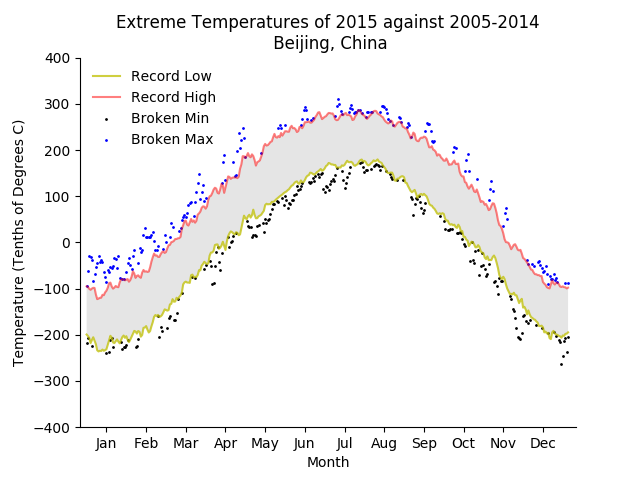 Extreme Temperatures of 2015 against 2005-2014
Beijing, China
Temperature (Tenths of Degrees C)
400
300
200
100
0
−100
−200
−300
−400
Record Low
Record High
Broken Min
Broken Max
Jan Feb Mar Apr May Jun Jul Aug Sep Oct Nov Dec
Month